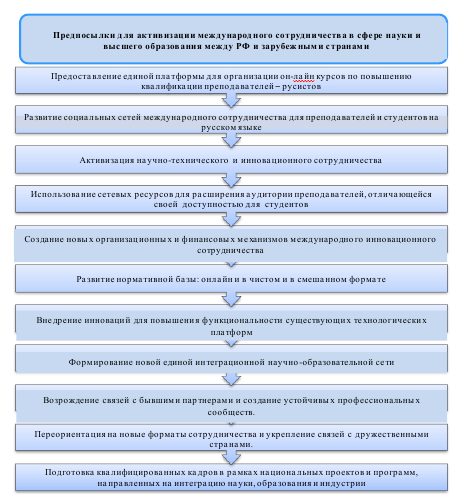 Предпосылки для активизации международного сотрудничества в сфере науки и
высшего образования между РФ и зарубежными странами
Предоставление единой платформы для организации он-лайн курсов по повышению
квалификации преподавателей – русистов
Развитие социальных сетей международного сотрудничества для преподавателей и студентов на
русском языке
Активизация научно-технического и инновационного сотрудничества
Использование сетевых ресурсов для расширения аудитории преподавателей, отличающейся
своей доступностью для студентов
Создание новых организационных и финансовых механизмов международного инновационного
сотрудничества
Развитие нормативной базы: онлайн и в чистом и в смешанном формате
Внедрение инноваций для повышения функциональности существующих технологических
платформ
Формирование новой единой интеграционной научно-образовательной сети
Возрождение связей с бывшими партнерами и создание устойчивых профессиональных
сообществ.
Переориентация на новые форматы сотрудничества и укрепление связей с дружественными
странами.
Подготовка квалифицированных кадров в рамках национальных проектов и программ,
направленных на интеграцию науки, образования и индустрии